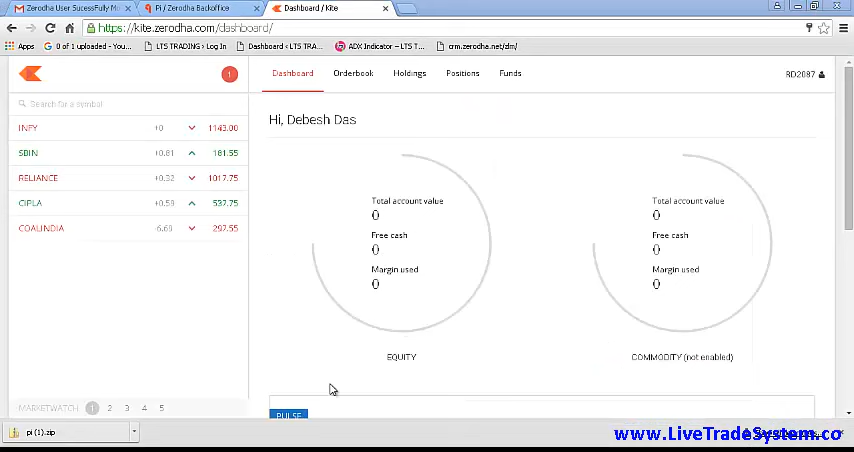 Zerodha User SucessFully Mo
Pi / Zerodha Backoffice
Dashboard / Kite
https://kite.zerodha.com/dashboard/
Apps
0 of 1 uploaded - You...
LTS TRADING › Log In
Dashboard ‹ LTS TRA...
ADX Indicator – LTS T...
crm.zerodha.net/zlm/
1
Dashboard
Orderbook
Holdings
Positions
Funds
RD2087
Search for a symbol
Hi, Debesh Das
INFY +0 1143.00
SBIN +0.81 181.55
RELIANCE +0.32 1017.75
CIPLA +0.59 537.75
COALINDIA -6.69 297.55
Total account value
0
Free cash
0
Margin used
0
EQUITY
Total account value
0
Free cash
0
Margin used
0
COMMODITY (not enabled)
MARKETWATCH 1 2 3 4 5
PULSE
pi (1).zip
www.LiveTradeSystem.co